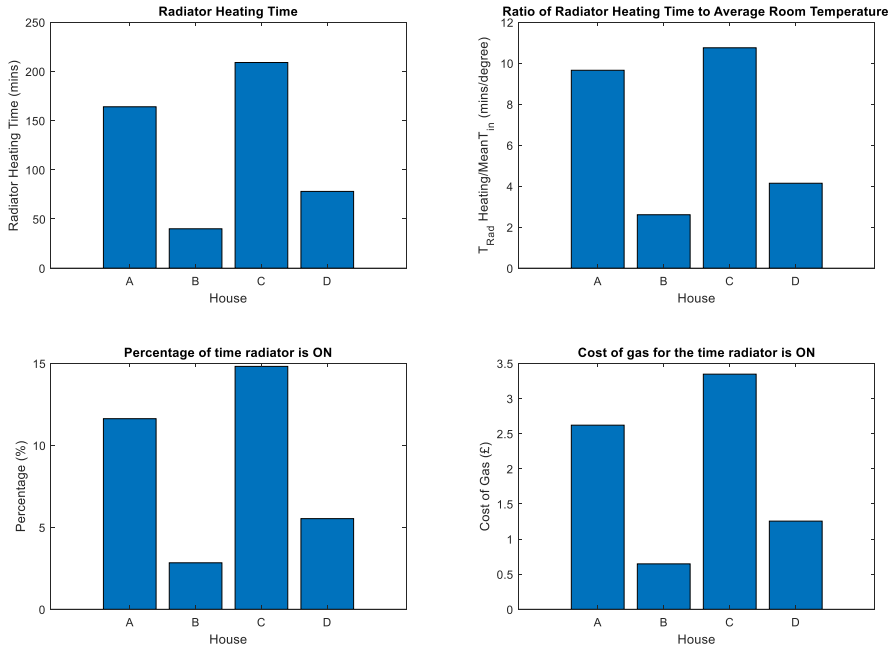 Radiator Heating Time
Radiator Heating Time (mins)
250
200
150
100
50
0
A B C D
House
Ratio of Radiator Heating Time to Average Room Temperature
T_Rad Heating/MeanT_in (mins/degree)
12
10
8
6
4
2
0
A B C D
House
Percentage of time radiator is ON
Percentage (%)
15
10
5
0
A B C D
House
Cost of gas for the time radiator is ON
Cost of Gas (£)
3.5
3
2.5
2
1.5
1
0.5
0
A B C D
House